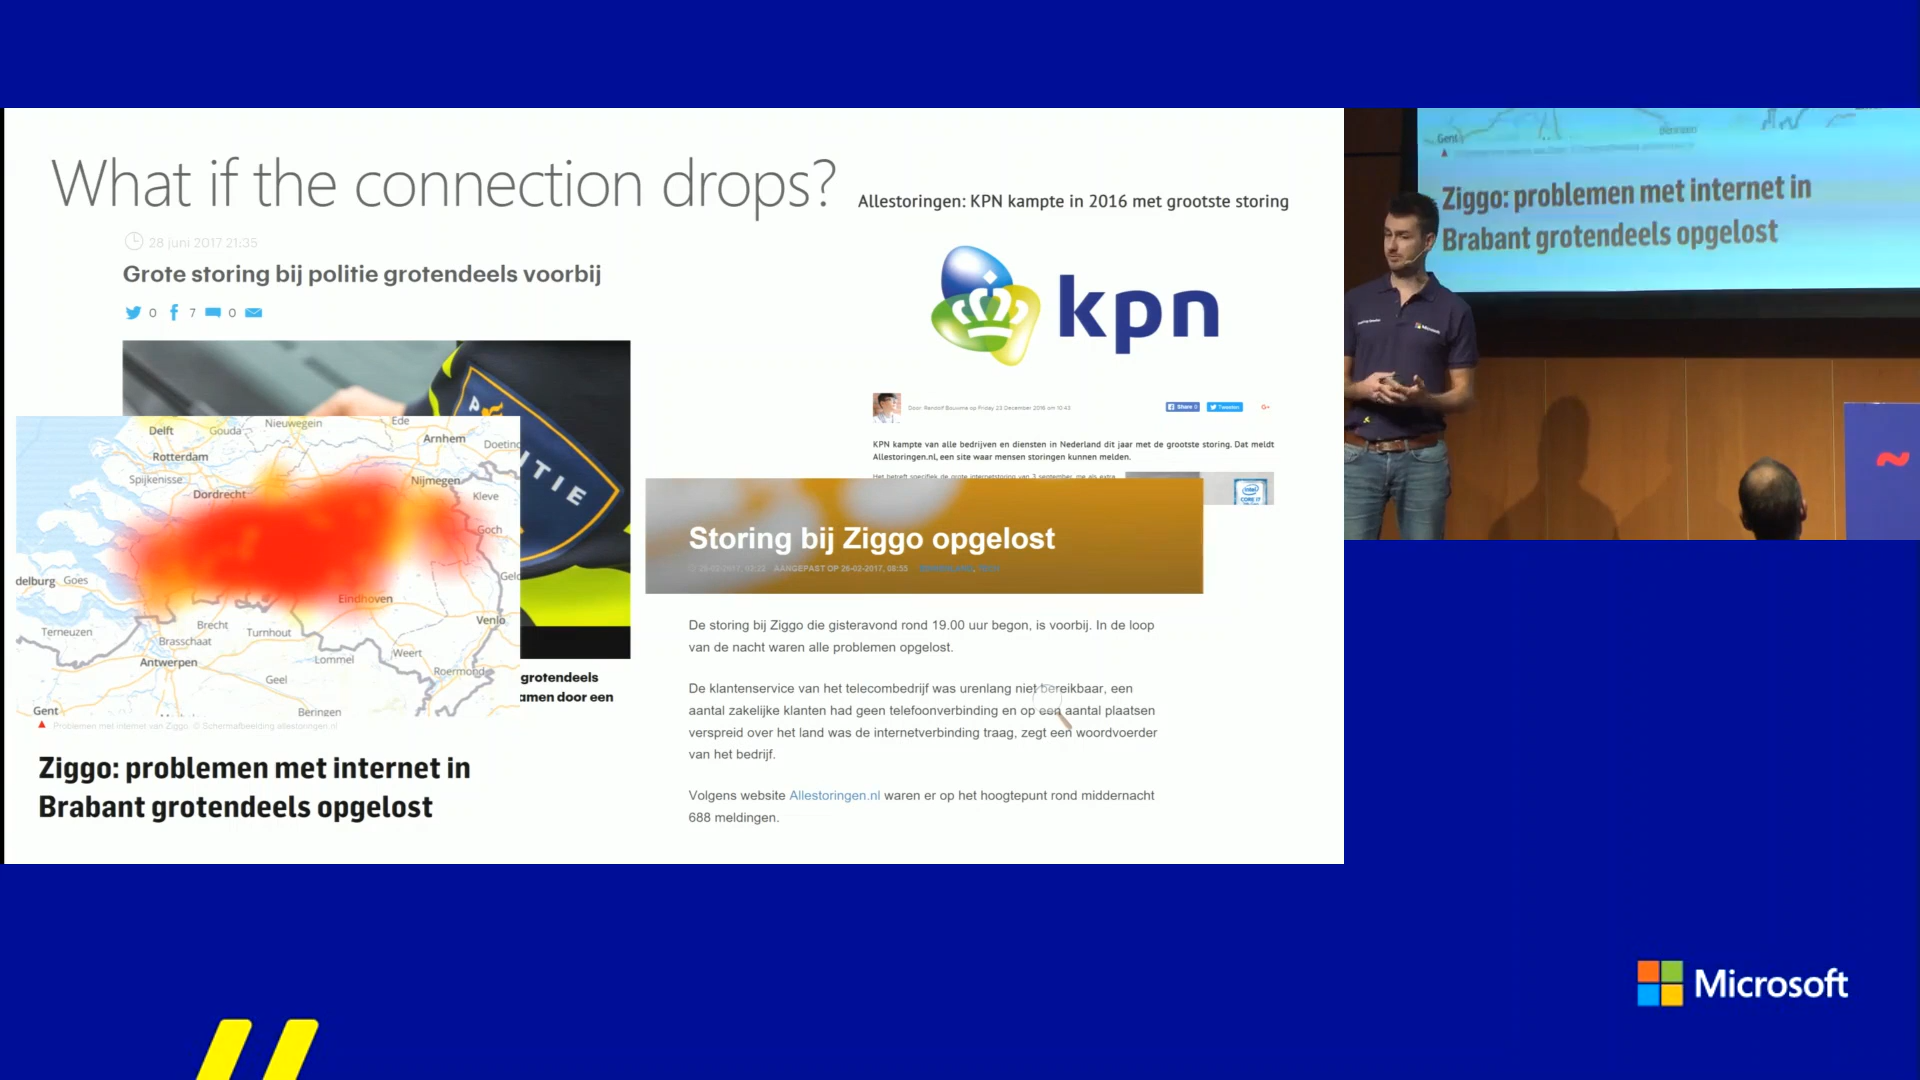 What if the connection drops?
28 juni 2017 21:35
Grote storing bij politie grotendeels voorbij
0 7 0
Allestoringen: KPN kampte in 2016 met grootste storing
kpn
Door: Rendolf Bouwma op Friday 23 December 2016 om 10:43
Share 0 Tweeten G+
KPN kampte van alle bedrijven en diensten in Nederland dit jaar met de grootste storing. Dat meldt
Allestoringen.nl, een site waar mensen storingen kunnen melden.
intel
CORE i7
Delft Gouda Nieuwegein Ede
Arnhem Doetinc
Rotterdam
Spijkenisse
Dordrecht Nijmegen Kleve
Goch
delburg Goes Geld
Eindhoven
Venlo
Terneuzen Brecht Turnhout
Brasschaat
Antwerpen Lommel Weert
Geel Roermond
Gent Beringen
Problemen met internet van Ziggo. © Schermafbeelding allestoringen.nl
P
ITIE
grotendeels
amen door een
Ziggo: problemen met internet in
Brabant grotendeels opgelost
Storing bij Ziggo opgelost
AANGEPAST OP 26-02-2017, 08:55
De storing bij Ziggo die gisteravond rond 19.00 uur begon, is voorbij. In de loop
van de nacht waren alle problemen opgelost.
De klantenservice van het telecombedrijf was urenlang niet bereikbaar, een
aantal zakelijke klanten had geen telefoonverbinding en op een aantal plaatsen
verspreid over het land was de internetverbinding traag, zegt een woordvoerder
van het bedrijf.
Volgens website Allestoringen.nl waren er op het hoogtepunt rond middernacht
688 meldingen.
Gent Beringen
Ziggo: problemen met internet in
Brabant grotendeels opgelost
Microsoft
Microsoft